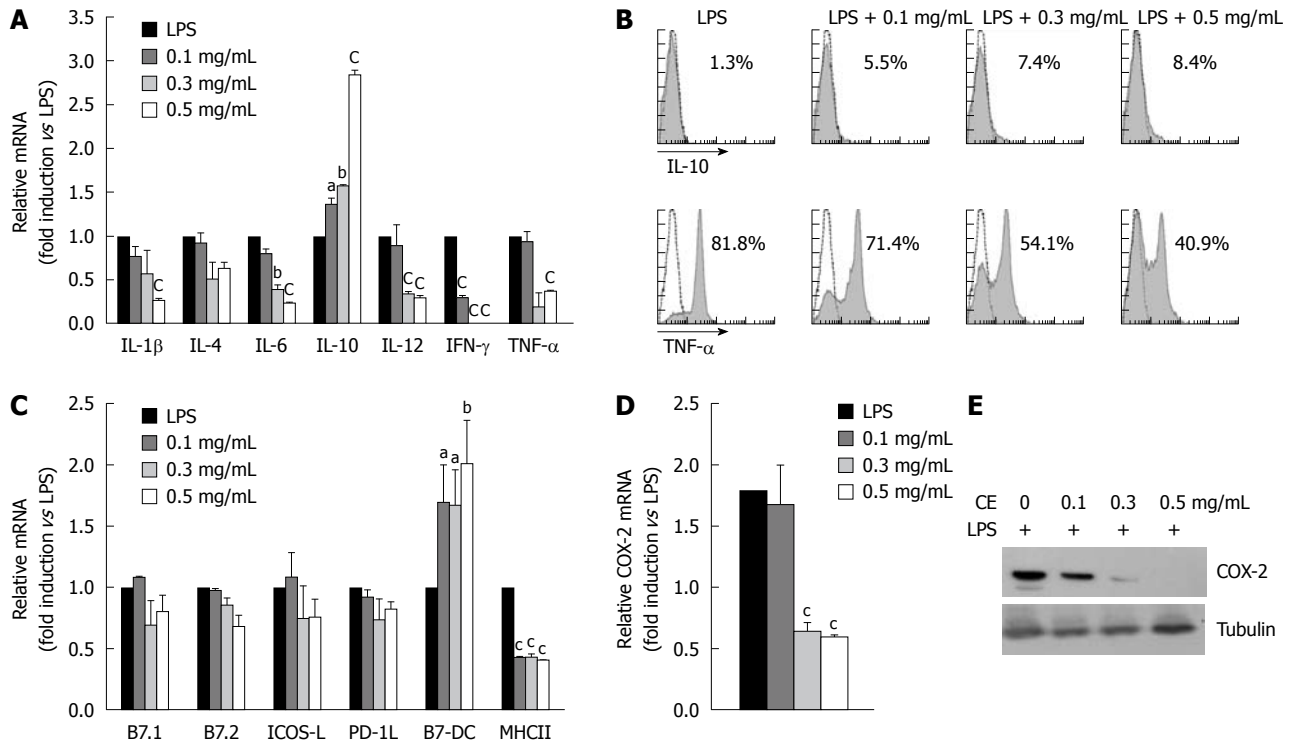 A
Relative mRNA
(fold induction vs LPS)
3.5
3.0
2.5
2.0
1.5
1.0
0.5
0.0
LPS
0.1 mg/mL
0.3 mg/mL
0.5 mg/mL
C
b
C
a
b
C
C
C
C
C
C
C
IL-1β IL-4 IL-6 IL-10 IL-12 IFN-γ TNF-α
B
LPS LPS + 0.1 mg/mL LPS + 0.3 mg/mL LPS + 0.5 mg/mL
1.3% 5.5% 7.4% 8.4%
IL-10
81.8% 71.4% 54.1% 40.9%
TNF-α
C
Relative mRNA
(fold induction vs LPS)
2.5
2.0
1.5
1.0
0.5
0.0
LPS
0.1 mg/mL
0.3 mg/mL
0.5 mg/mL
a a b
c c c
B7.1 B7.2 ICOS-L PD-1L B7-DC MHCII
D
Relative COX-2 mRNA
(fold induction vs LPS)
2.5
2.0
1.5
1.0
0.5
0.0
LPS
0.1 mg/mL
0.3 mg/mL
0.5 mg/mL
c c
E
CE 0 0.1 0.3 0.5 mg/mL
LPS + + + +
COX-2
Tubulin